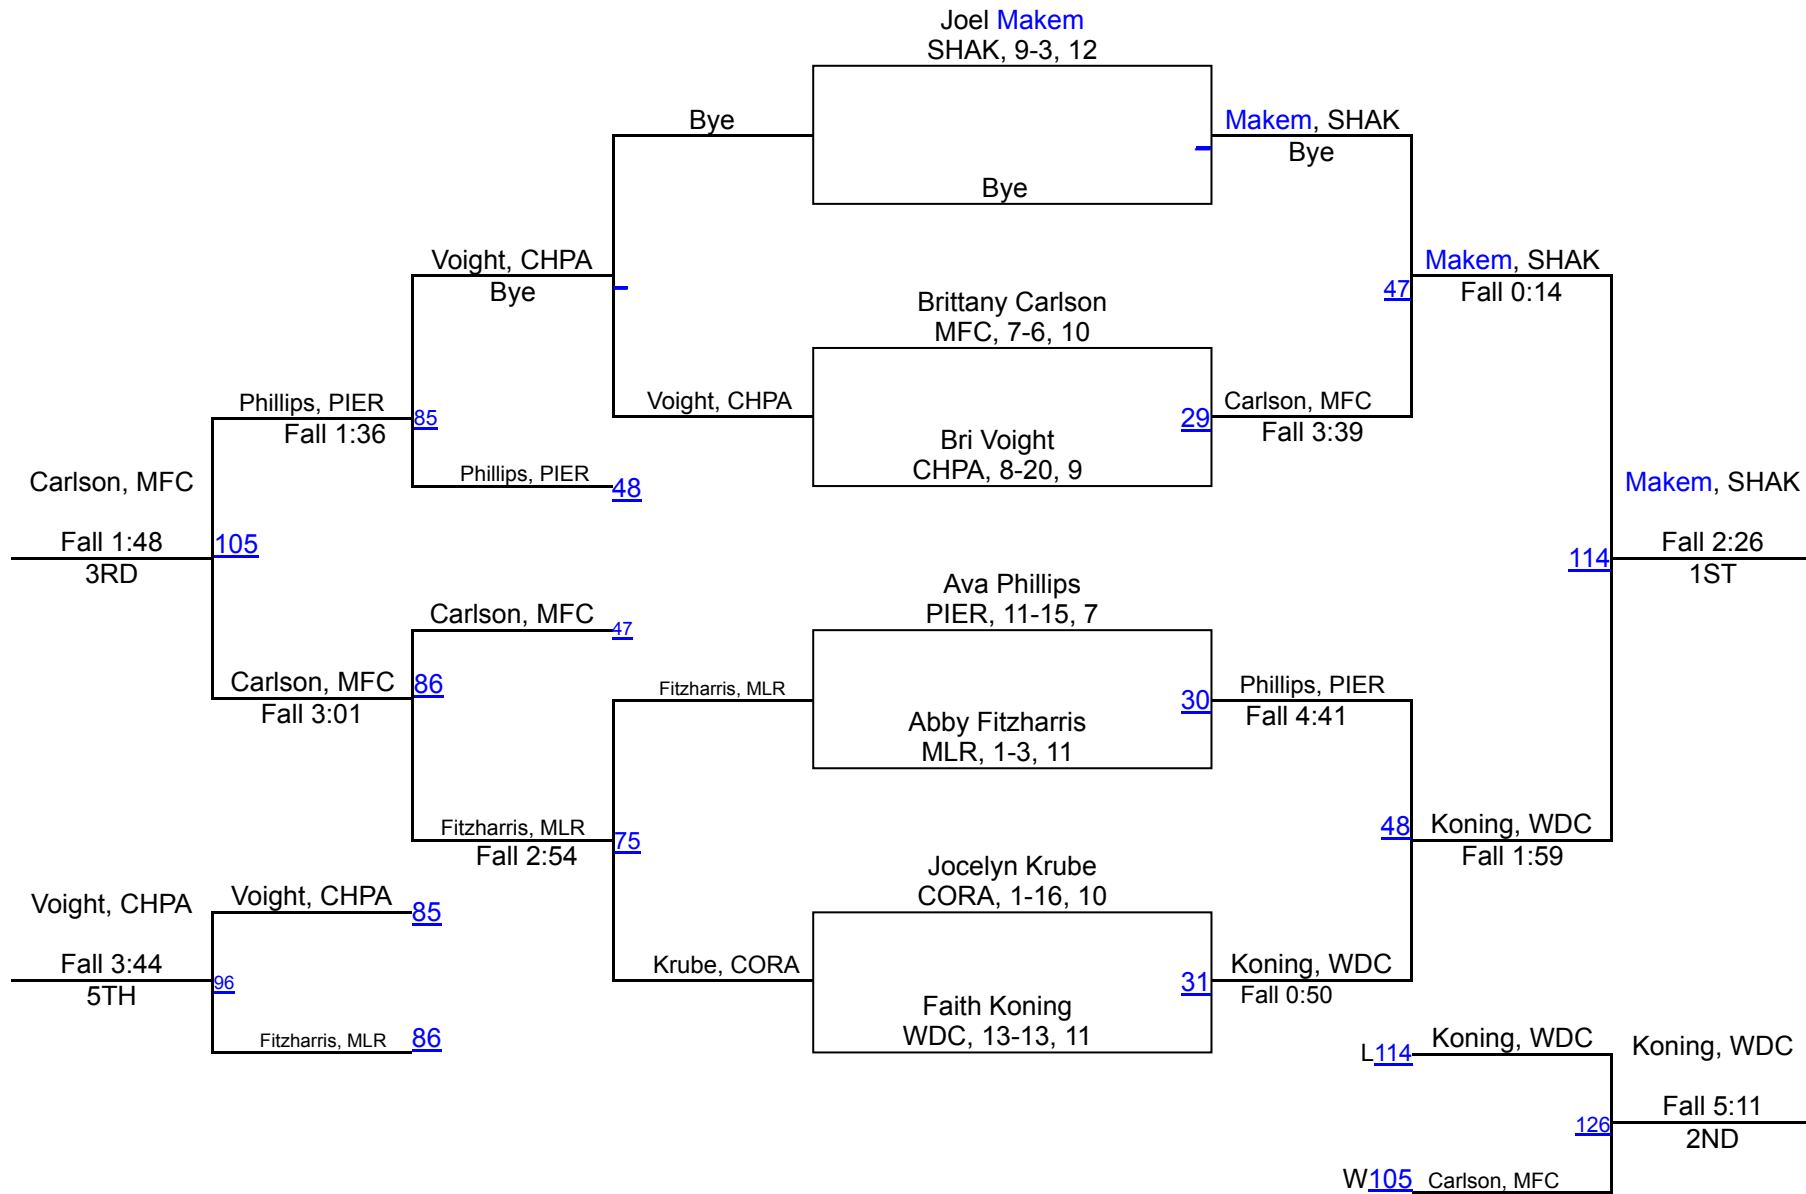 Joel Makem
SHAK, 9-3, 12
Bye
Makem, SHAK
Bye
Bye
Voight, CHPA
Bye
Makem, SHAK
Fall 0:14
47
Brittany Carlson
MFC, 7-6, 10
Phillips, PIER
Fall 1:36
85
Voight, CHPA
29
Carlson, MFC
Fall 3:39
Bri Voight
CHPA, 8-20, 9
Phillips, PIER
48
Carlson, MFC
Fall 1:48
3RD
105
Makem, SHAK
Fall 2:26
1ST
114
Ava Phillips
PIER, 11-15, 7
Carlson, MFC
47
Carlson, MFC
Fall 3:01
86
Fitzharris, MLR
30
Phillips, PIER
Fall 4:41
Abby Fitzharris
MLR, 1-3, 11
Fitzharris, MLR
Fall 2:54
75
48
Koning, WDC
Fall 1:59
Jocelyn Krube
CORA, 1-16, 10
Voight, CHPA
Voight, CHPA
85
Fall 3:44
5TH
96
Krube, CORA
31
Koning, WDC
Fall 0:50
Faith Koning
WDC, 13-13, 11
Fitzharris, MLR
86
L114
Koning, WDC
Koning, WDC
Fall 5:11
2ND
126
W105
Carlson, MFC